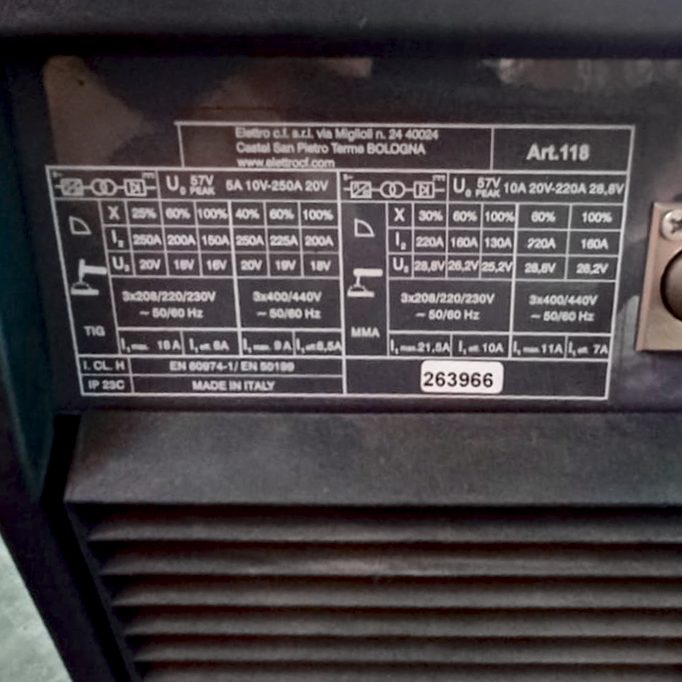 Elettro c.f. s.r.l. via Miglioli n. 24 40024
Castel San Pietro Terme BOLOGNA
www.elettrocf.com
Art.118
U₀ 57V PEAK 5A 10V-250A 20V
X 25% 60% 100% 40% 60% 100%
I₂ 250A 200A 150A 250A 225A 200A
U₂ 20V 18V 16V 20V 19V 18V
3x208/220/230V 3x400/440V
~ 50/60 Hz ~ 50/60 Hz
TIG
I₁ max. 16A I₁ eff. 8A I₁ max. 9A I₁ eff. 5,5A
U₀ 57V PEAK 10A 20V-220A 28,8V
X 30% 60% 100% 60% 100%
I₂ 220A 160A 130A 220A 160A
U₂ 28,8V 26,2V 25,2V 28,8V 26,2V
3x208/220/230V 3x400/440V
~ 50/60 Hz ~ 50/60 Hz
MMA
I₁ max. 21,5A I₁ eff. 10A I₁ max. 11A I₁ eff. 7A
I. CL. H EN 60974-1/ EN 50199
IP 23C MADE IN ITALY
263966